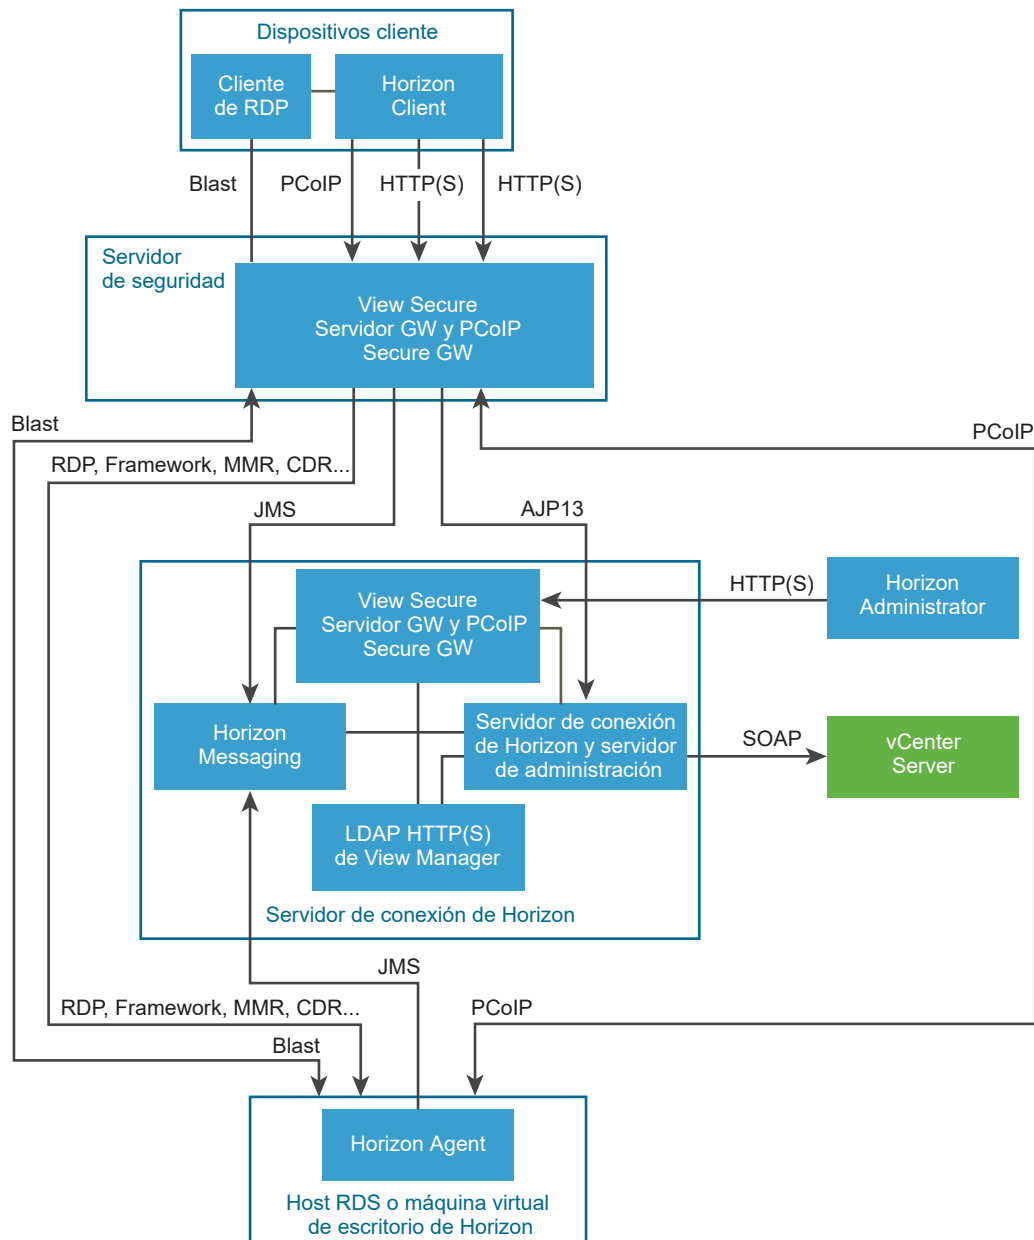 Dispositivos cliente
Cliente
de RDP
Horizon
Client
Blast
PCoIP
HTTP(S)
HTTP(S)
Servidor
de seguridad
View Secure
Servidor GW y PCoIP
Secure GW
Blast
PCoIP
RDP, Framework, MMR, CDR...
JMS
AJP13
View Secure
Servidor GW y PCoIP
Secure GW
HTTP(S)
Horizon
Administrator
Horizon
Messaging
Servidor de conexión
de Horizon y servidor
de administración
SOAP
vCenter
Server
LDAP HTTP(S)
de View Manager
Servidor de conexión de Horizon
JMS
RDP, Framework, MMR, CDR...
PCoIP
Blast
Horizon Agent
Host RDS o máquina virtual
de escritorio de Horizon